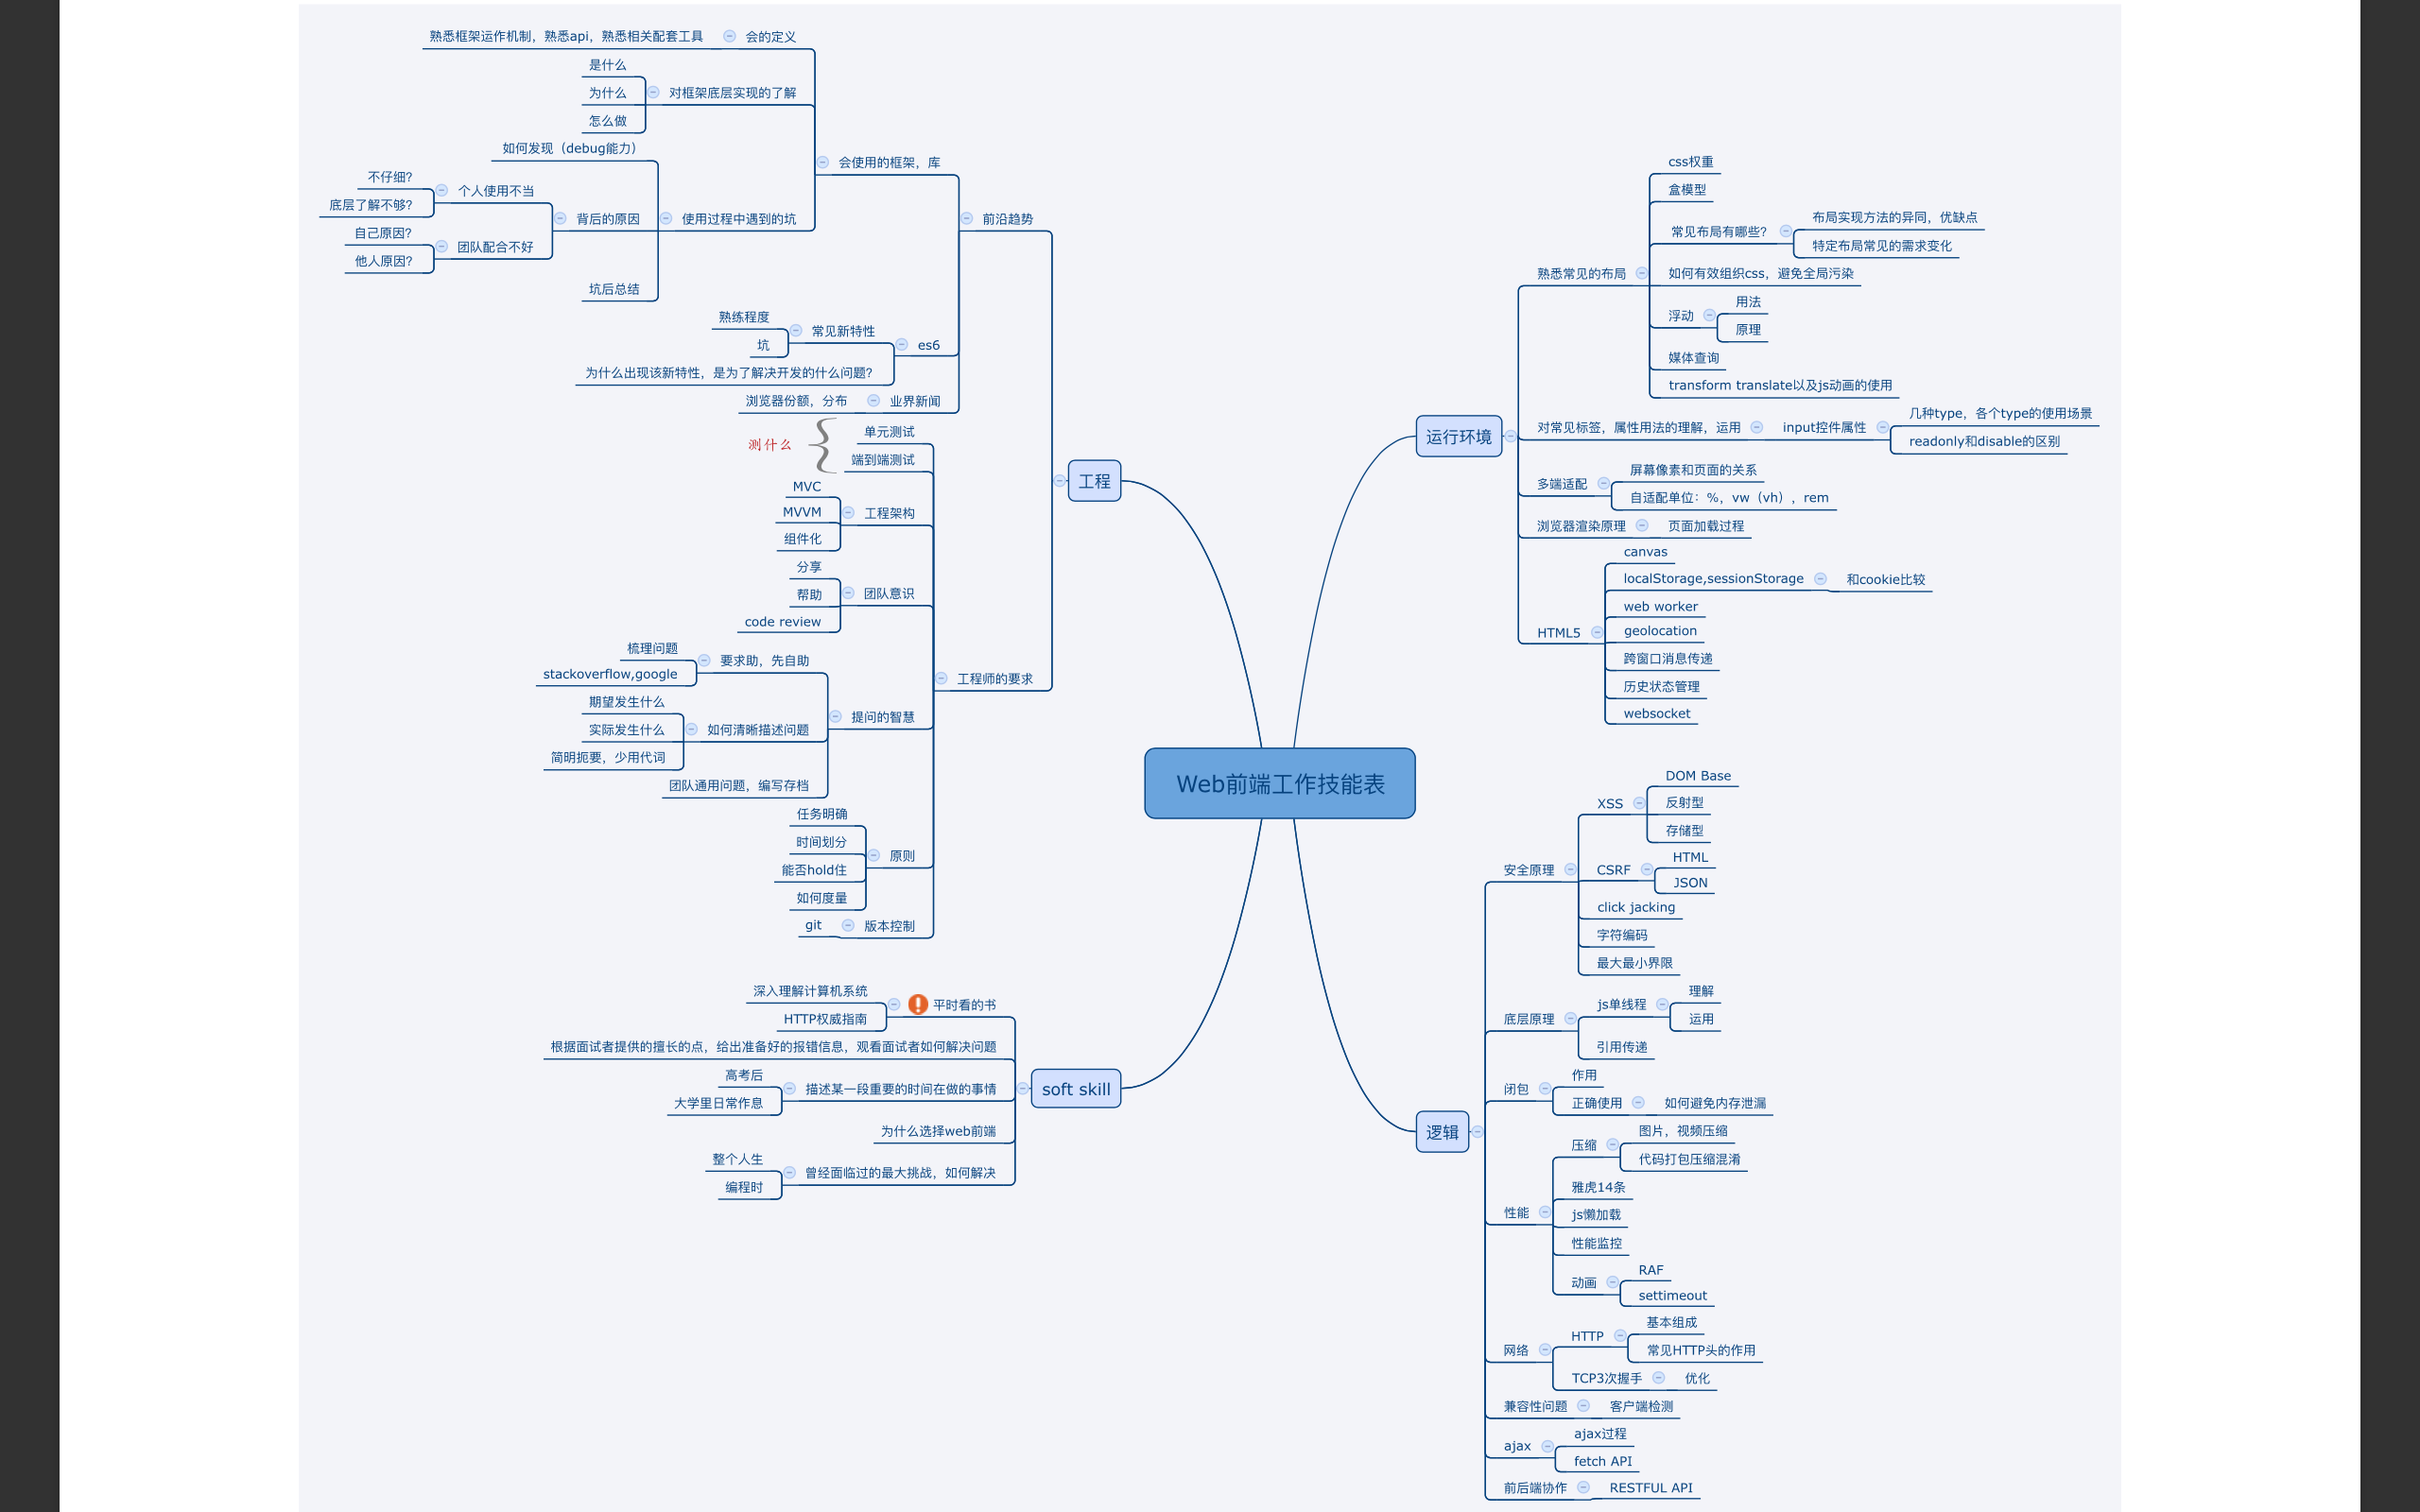 Web前端工作技能表
工程
前沿趋势
会使用的框架，库
会的定义
熟悉框架运作机制，熟悉api，熟悉相关配套工具
对框架底层实现的了解
是什么
为什么
怎么做
使用过程中遇到的坑
如何发现（debug能力）
背后的原因
个人使用不当
不仔细？
底层了解不够？
团队配合不好
自己原因？
他人原因？
坑后总结
es6
常见新特性
熟练程度
坑
为什么出现该新特性，是为了解决开发的什么问题？
业界新闻
浏览器份额，分布
工程师的要求
测什么
单元测试
端到端测试
工程架构
MVC
MVVM
组件化
团队意识
分享
帮助
code review
提问的智慧
要求助，先自助
梳理问题
stackoverflow,google
如何清晰描述问题
期望发生什么
实际发生什么
简明扼要，少用代词
团队通用问题，编写存档
原则
任务明确
时间划分
能否hold住
如何度量
版本控制
git
soft skill
平时看的书
深入理解计算机系统
HTTP权威指南
根据面试者提供的擅长的点，给出准备好的报错信息，观看面试者如何解决问题
描述某一段重要的时间在做的事情
高考后
大学里日常作息
为什么选择web前端
曾经面临过的最大挑战，如何解决
整个人生
编程时
运行环境
熟悉常见的布局
css权重
盒模型
常见布局有哪些？
布局实现方法的异同，优缺点
特定布局常见的需求变化
如何有效组织css，避免全局污染
浮动
用法
原理
媒体查询
transform translate以及js动画的使用
对常见标签，属性用法的理解，运用
input控件属性
几种type，各个type的使用场景
readonly和disable的区别
多端适配
屏幕像素和页面的关系
自适配单位：%，vw（vh）, rem
浏览器渲染原理
页面加载过程
HTML5
canvas
localStorage,sessionStorage
和cookie比较
web worker
geolocation
跨窗口消息传递
历史状态管理
websocket
逻辑
安全原理
XSS
DOM Base
反射型
存储型
CSRF
HTML
JSON
click jacking
字符编码
最大最小界限
底层原理
js单线程
理解
运用
引用传递
闭包
作用
正确使用
如何避免内存泄漏
性能
压缩
图片，视频压缩
代码打包压缩混淆
雅虎14条
js懒加载
性能监控
动画
RAF
settimeout
网络
HTTP
基本组成
常见HTTP头的作用
TCP3次握手
优化
兼容性问题
客户端检测
ajax
ajax过程
fetch API
前后端协作
RESTFUL API